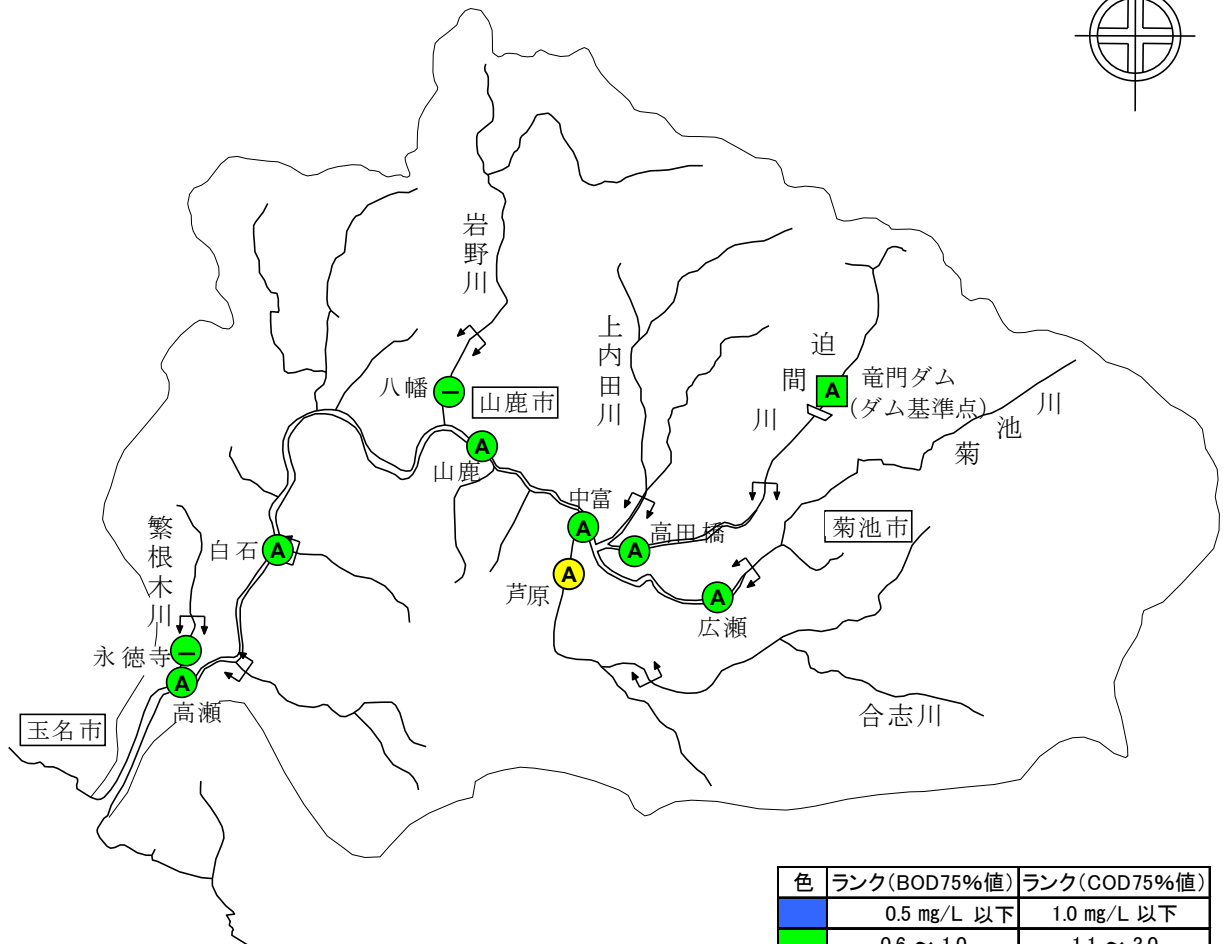 岩野川
上内田川
迫間川
竜門ダム
(ダム基準点)
菊池川
八幡
—
山鹿市
A
A
山鹿
中富
A
高田橋
A
菊池市
繁根木川
白石
A
芦原
A
A
広瀬
永徳寺
—
A
高瀬
玉名市
合志川
色 ランク(BOD75%値) ランク(COD75%値)
0.5 mg/L 以下 1.0 mg/L 以下